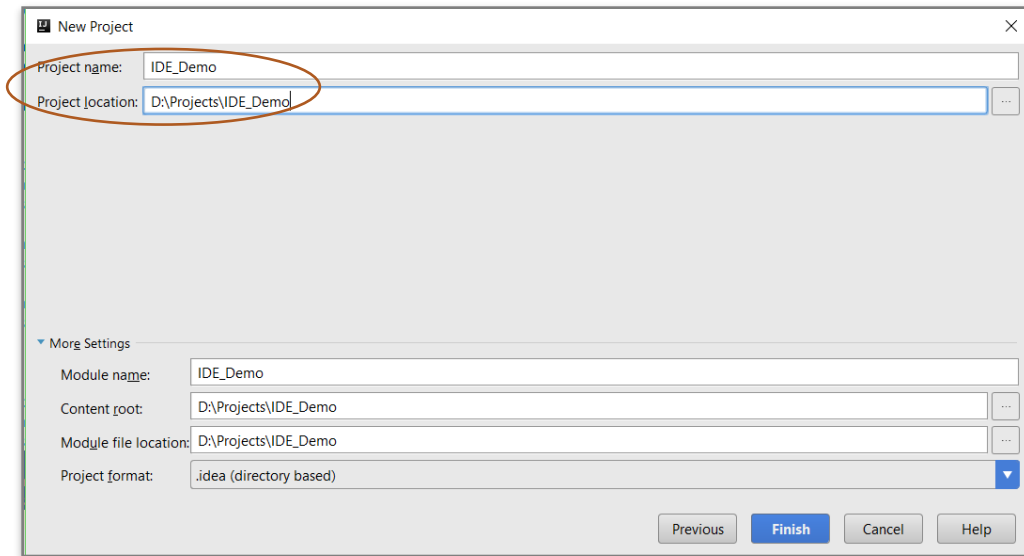 IJ New Project
Project name: IDE_Demo
Project location: D:\Projects\IDE_Demo ...
More Settings
Module name: IDE_Demo
Content root: D:\Projects\IDE_Demo ...
Module file location: D:\Projects\IDE_Demo ...
Project format: .idea (directory based)
Previous Finish Cancel Help